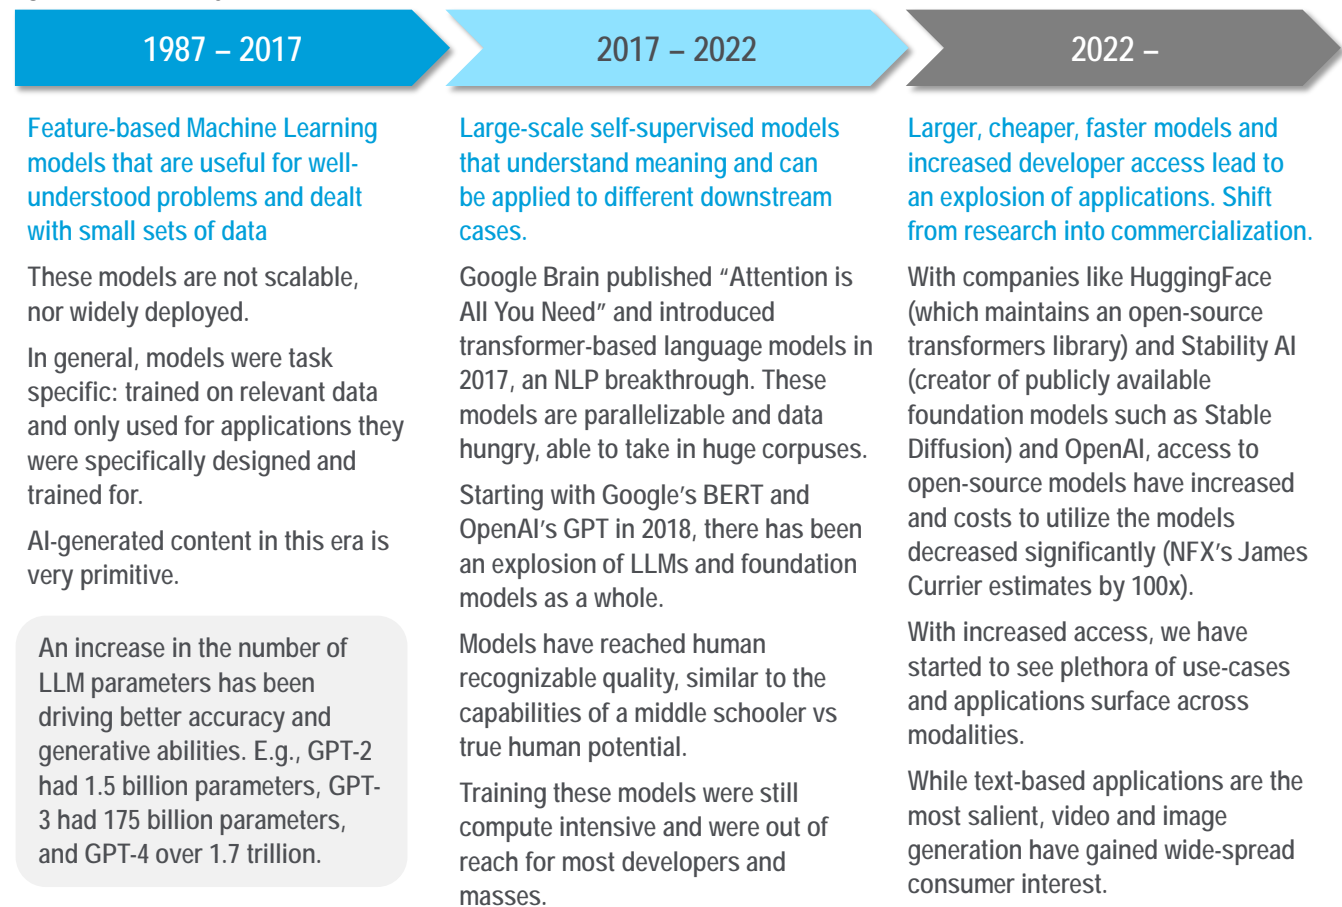 1987 – 2017
Feature-based Machine Learning
models that are useful for well-
understood problems and dealt
with small sets of data
These models are not scalable,
nor widely deployed.
In general, models were task
specific: trained on relevant data
and only used for applications they
were specifically designed and
trained for.
AI-generated content in this era is
very primitive.
An increase in the number of
LLM parameters has been
driving better accuracy and
generative abilities. E.g., GPT-2
had 1.5 billion parameters, GPT-
3 had 175 billion parameters,
and GPT-4 over 1.7 trillion.
2017 – 2022
Large-scale self-supervised models
that understand meaning and can
be applied to different downstream
cases.
Google Brain published “Attention is
All You Need” and introduced
transformer-based language models in
2017, an NLP breakthrough. These
models are parallelizable and data
hungry, able to take in huge corpuses.
Starting with Google’s BERT and
OpenAI’s GPT in 2018, there has been
an explosion of LLMs and foundation
models as a whole.
Models have reached human
recognizable quality, similar to the
capabilities of a middle schooler vs
true human potential.
Training these models were still
compute intensive and were out of
reach for most developers and
masses.
2022 –
Larger, cheaper, faster models and
increased developer access lead to
an explosion of applications. Shift
from research into commercialization.
With companies like HuggingFace
(which maintains an open-source
transformers library) and Stability AI
(creator of publicly available
foundation models such as Stable
Diffusion) and OpenAI, access to
open-source models have increased
and costs to utilize the models
decreased significantly (NFX’s James
Currier estimates by 100x).
With increased access, we have
started to see plethora of use-cases
and applications surface across
modalities.
While text-based applications are the
most salient, video and image
generation have gained wide-spread
consumer interest.